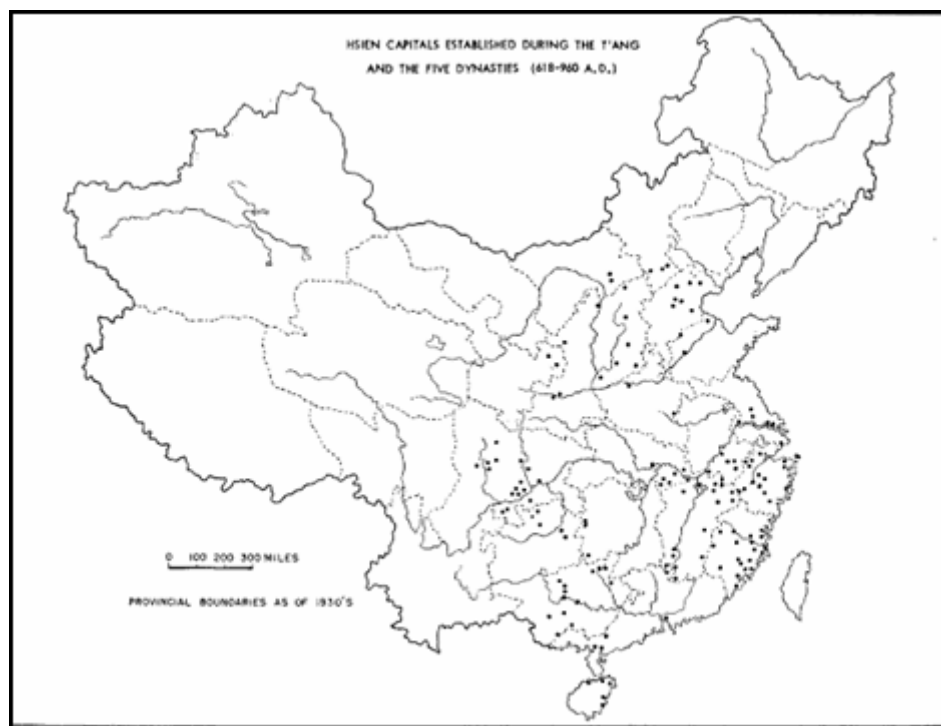 HSIEN CAPITALS ESTABLISHED DURING THE T'ANG
AND THE FIVE DYNASTIES (618-960 A.D.)
0 100 200 300 MILES
PROVINCIAL BOUNDARIES AS OF 1930'S